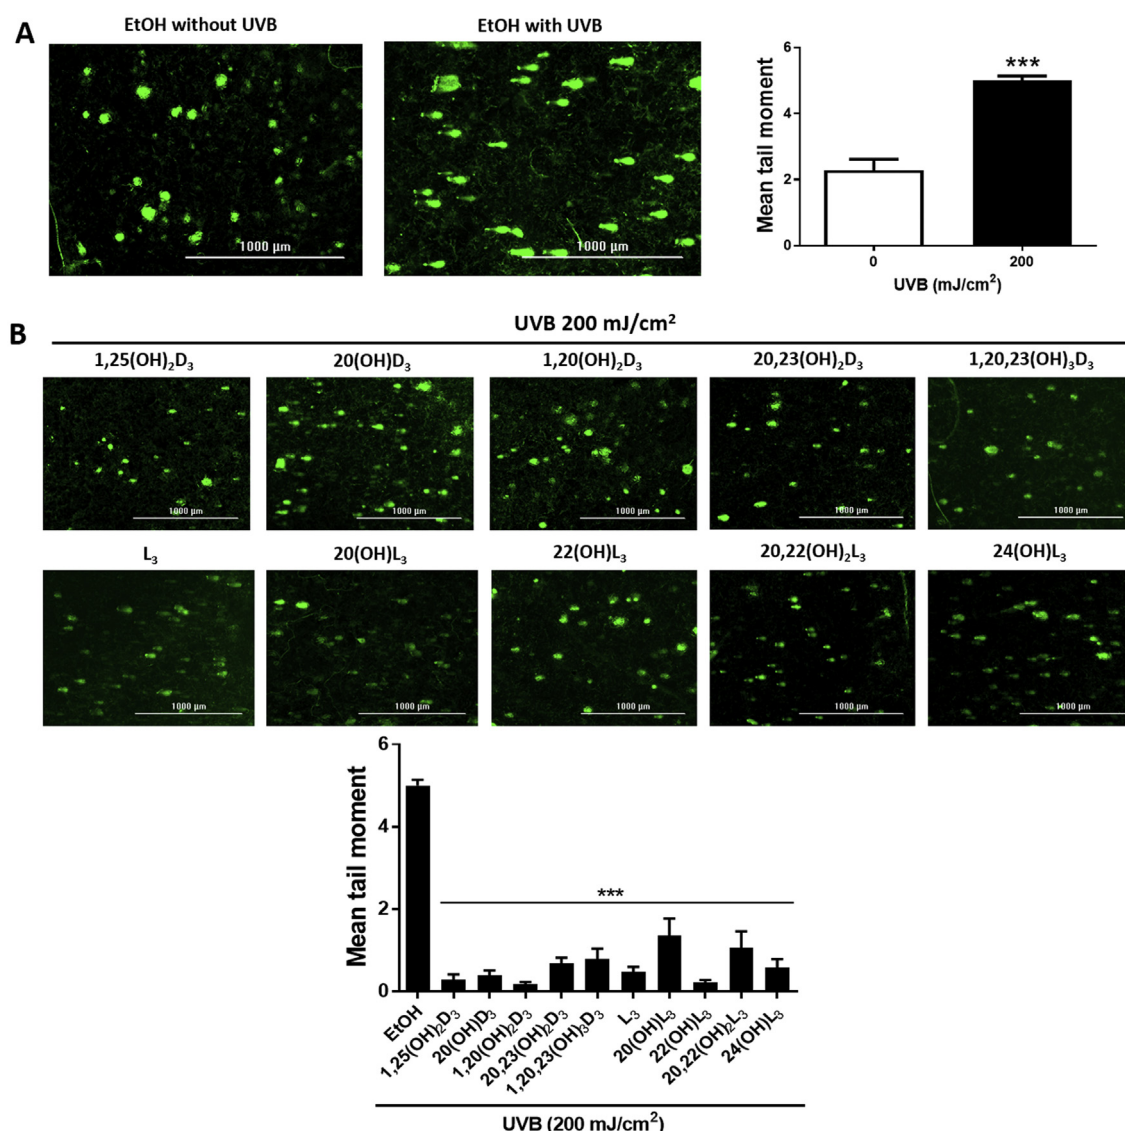 A
EtOH without UVB
EtOH with UVB
1000 µm
1000 µm
Mean tail moment
6
4
2
0
***
0
200
UVB (mJ/cm²)
B
UVB 200 mJ/cm²
1,25(OH)₂D₃
20(OH)D₃
1,20(OH)₂D₃
20,23(OH)₂D₃
1,20,23(OH)₃D₃
1000 µm
1000 µm
1000 µm
1000 µm
1000 µm
L₃
20(OH)L₃
22(OH)L₃
20,22(OH)₂L₃
24(OH)L₃
1000 µm
1000 µm
1000 µm
1000 µm
1000 µm
Mean tail moment
6
4
2
0
***
EtOH
1,25(OH)₂D₃
20(OH)D₃
1,20(OH)₂D₃
20,23(OH)₂D₃
1,20,23(OH)₃D₃
L₃
20(OH)L₃
22(OH)L₃
20,22(OH)₂L₃
24(OH)L₃
UVB (200 mJ/cm²)